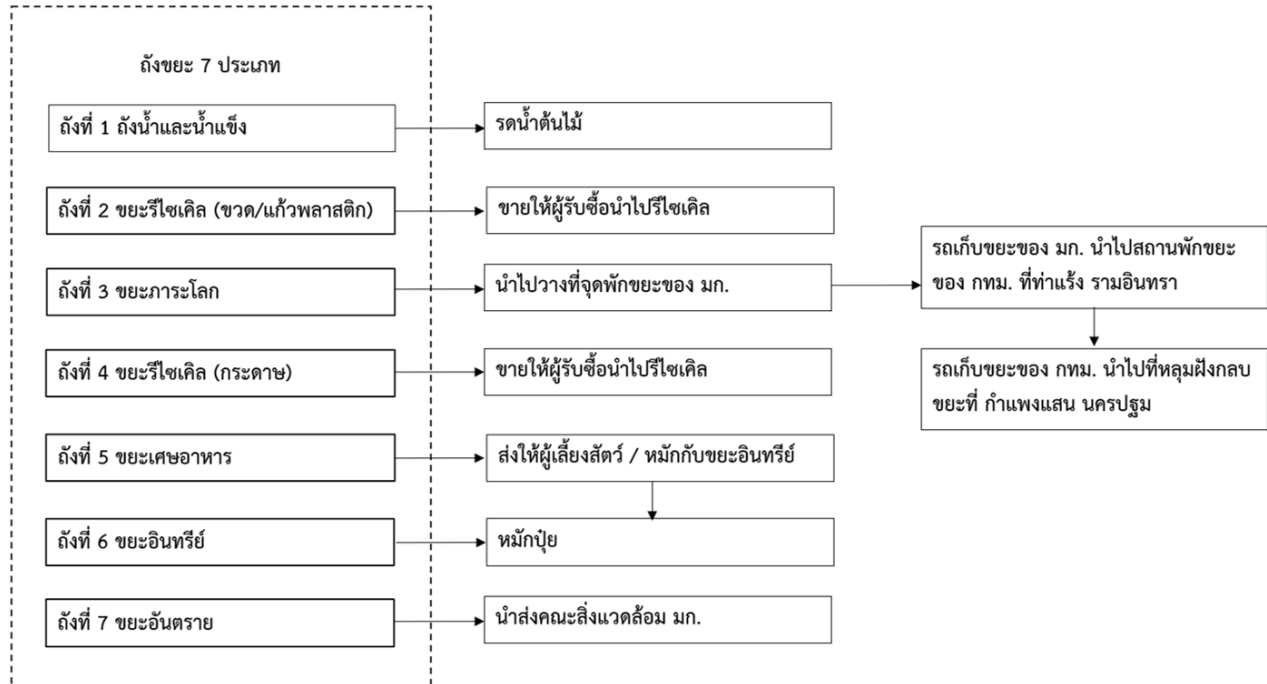 ถังขยะ 7 ประเภท
ถังที่ 1 ถังน้ำและน้ำแข็ง
รดน้ำต้นไม้
ถังที่ 2 ขยะรีไซเคิล (ขวด/แก้วพลาสติก)
ขายให้ผู้รับซื้อนำไปรีไซเคิล
ถังที่ 3 ขยะภาระโลก
นำไปวางที่จุดพักขยะของ มก.
รถเก็บขยะของ มก. นำไปสถานพักขยะ
ของ กทม. ที่ท่าแร้ง รามอินทรา
ถังที่ 4 ขยะรีไซเคิล (กระดาษ)
ขายให้ผู้รับซื้อนำไปรีไซเคิล
รถเก็บขยะของ กทม. นำไปที่หลุมฝังกลบ
ขยะที่ กำแพงแสน นครปฐม
ถังที่ 5 ขยะเศษอาหาร
ส่งให้ผู้เลี้ยงสัตว์ / หมักกับขยะอินทรีย์
ถังที่ 6 ขยะอินทรีย์
หมักปุ๋ย
ถังที่ 7 ขยะอันตราย
นำส่งคณะสิ่งแวดล้อม มก.